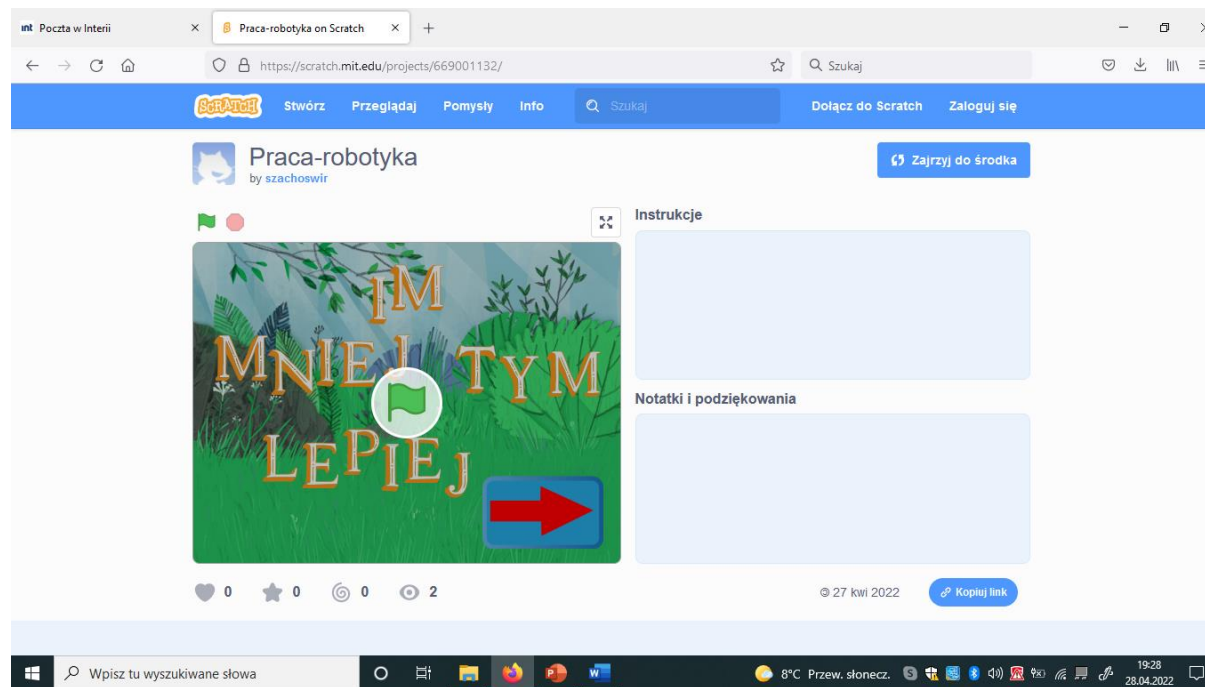 int Poczta w Interii
Praca-robotyka on Scratch
https://scratch.mit.edu/projects/669001132/
Szukaj
SCRATCH Stwórz Przeglądaj Pomysły Info Szukaj Dołącz do Scratch Zaloguj się
Praca-robotyka
by szachoswir
Zajrzyj do środka
Instrukcje
IM
MNIEJ TYM
LEPIEJ
Notatki i podziękowania
0 0 0 2
© 27 kwi 2022 Kopiuj link
Wpisz tu wyszukiwane słowa
8°C Przew. słonecz.
19:28
28.04.2022